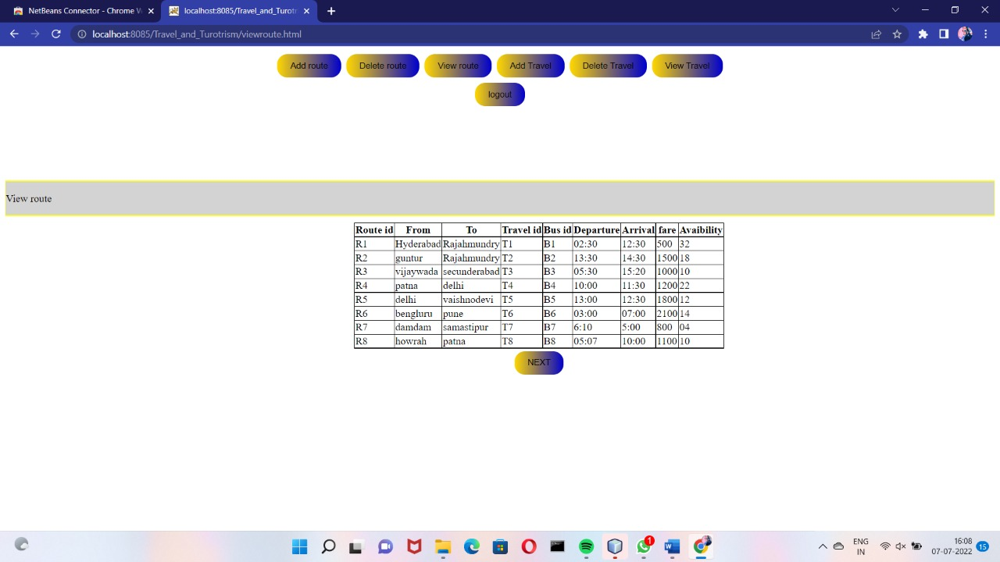 NetBeans Connector - Chrome W
localhost:8085/Travel_and_Turotri
localhost:8085/Travel_and_Turotrism/viewroute.html
Add route Delete route View route Add Travel Delete Travel View Travel
logout
View route
Route id From To Travel id Bus id Departure Arrival fare Avaibility
R1 Hyderabad Rajahmundry T1 B1 02:30 12:30 500 32
R2 guntur Rajahmundry T2 B2 13:30 14:30 1500 18
R3 vijaywada secunderabad T3 B3 05:30 15:20 1000 10
R4 patna delhi T4 B4 10:00 11:30 1200 22
R5 delhi vaishnodevi T5 B5 13:00 12:30 1800 12
R6 bengluru pune T6 B6 03:00 07:00 2100 14
R7 damdam samastipur T7 B7 6:10 5:00 800 04
R8 howrah patna T8 B8 05:07 10:00 1100 10
NEXT
1
ENG
IN
16:08
07-07-2022
15